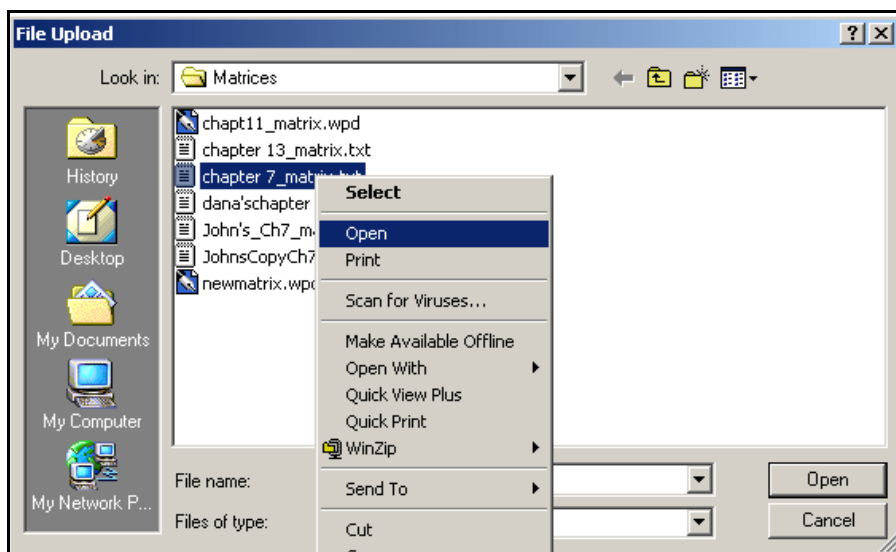 File Upload
Look in: Matrices
History
Desktop
My Documents
My Computer
My Network P...
chapt11_matrix.wpd
chapter 13_matrix.txt
chapter 7_matrix.txt
dana'schapter
John's_Ch7_m
JohnsCopyCh7
newmatrix.wpd
Select
Open
Print
Scan for Viruses...
Make Available Offline
Open With
Quick View Plus
Quick Print
WinZip
Send To
Cut
File name:
Files of type:
Open
Cancel